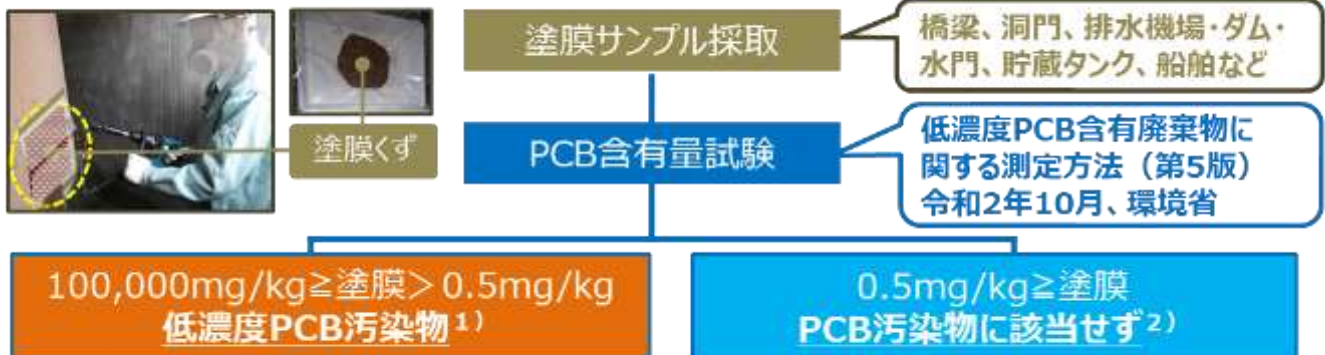 塗膜サンプル採取
橋梁、洞門、排水機場・ダム・
水門、貯蔵タンク、船舶など
塗膜くず
PCB含有量試験
低濃度PCB含有廃棄物に
関する測定方法（第5版）
令和2年10月、環境省
100,000mg/kg≧塗膜＞0.5mg/kg
低濃度PCB汚染物1）
0.5mg/kg≧塗膜
PCB汚染物に該当せず2）